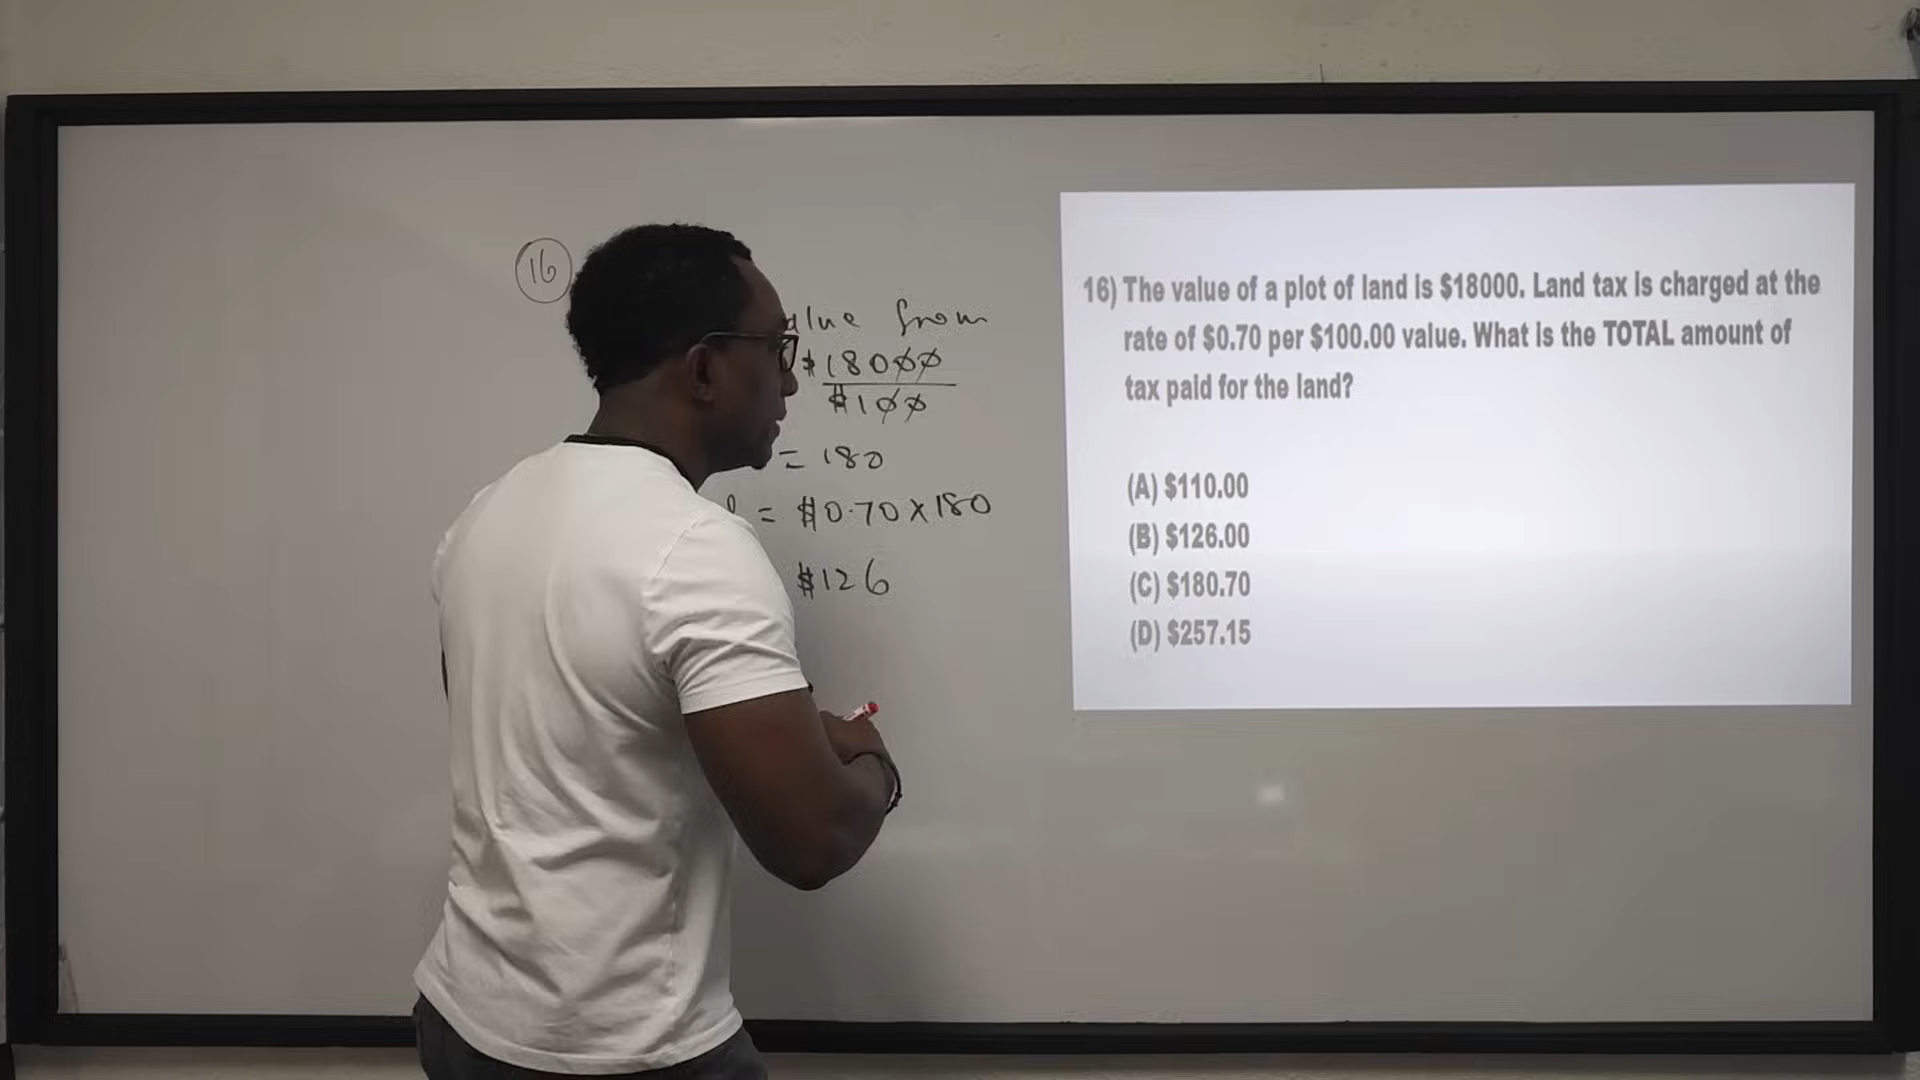 16
from
$18000
$100
= 180
= $0.70 x 180
$126
16) The value of a plot of land is $18000. Land tax is charged at the
rate of $0.70 per $100.00 value. What is the TOTAL amount of
tax paid for the land?
(A) $110.00
(B) $126.00
(C) $180.70
(D) $257.15